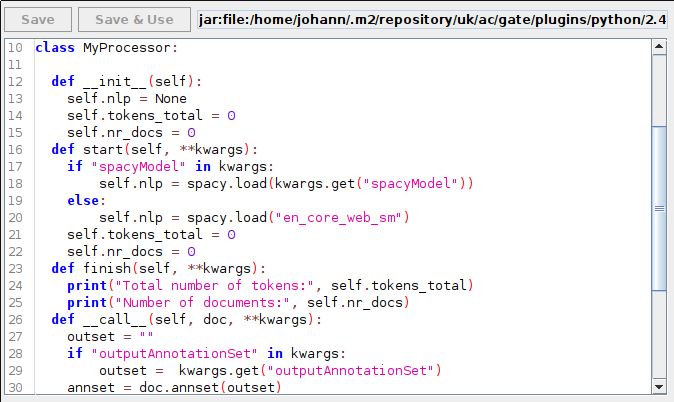 Save Save & Use jar:file:/home/johann/.m2/repository/uk/ac/gate/plugins/python/2.4
10 class MyProcessor:
11
12 def __init__(self):
13 self.nlp = None
14 self.tokens_total = 0
15 self.nr_docs = 0
16 def start(self, **kwargs):
17 if "spacyModel" in kwargs:
18 self.nlp = spacy.load(kwargs.get("spacyModel"))
19 else:
20 self.nlp = spacy.load("en_core_web_sm")
21 self.tokens_total = 0
22 self.nr_docs = 0
23 def finish(self, **kwargs):
24 print("Total number of tokens:", self.tokens_total)
25 print("Number of documents:", self.nr_docs)
26 def __call__(self, doc, **kwargs):
27 outset = ""
28 if "outputAnnotationSet" in kwargs:
29 outset =  kwargs.get("outputAnnotationSet")
30 annset = doc.annset(outset)